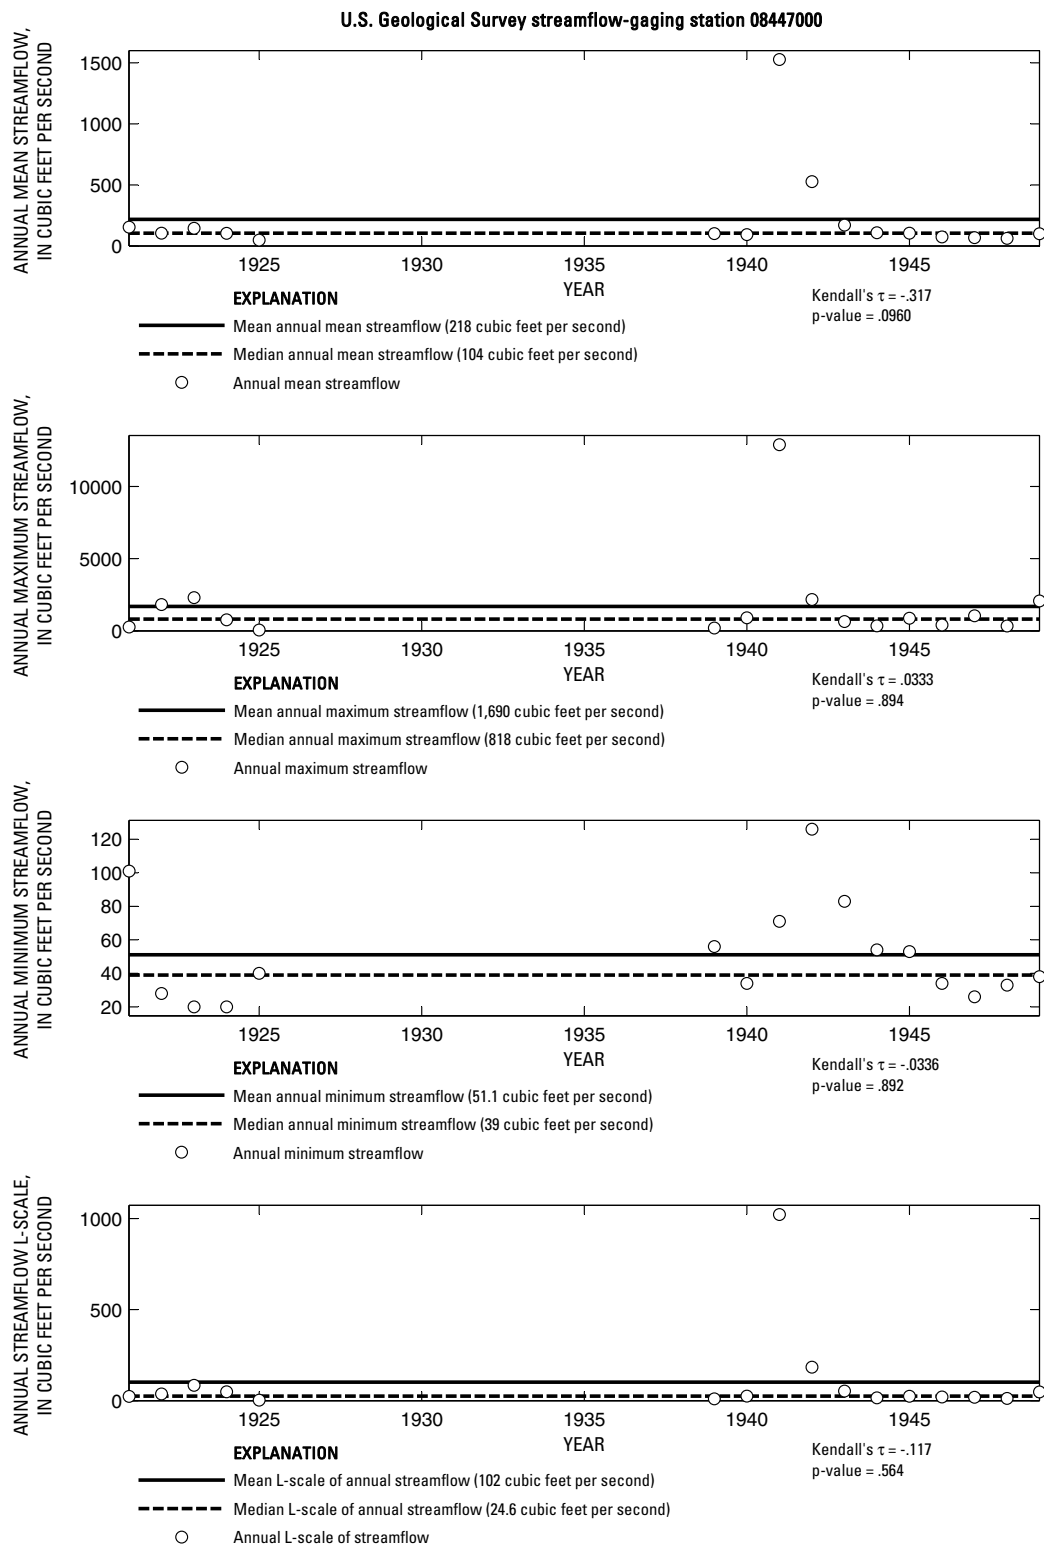 U.S. Geological Survey streamflow-gaging station 08447000
ANNUAL MEAN STREAMFLOW,
IN CUBIC FEET PER SECOND
1500
1000
500
0
1925 1930 1935 1940 1945
YEAR
EXPLANATION
Mean annual mean streamflow (218 cubic feet per second)
Median annual mean streamflow (104 cubic feet per second)
Annual mean streamflow
Kendall's τ = -.317
p-value = .0960
ANNUAL MAXIMUM STREAMFLOW,
IN CUBIC FEET PER SECOND
10000
5000
0
1925 1930 1935 1940 1945
YEAR
EXPLANATION
Mean annual maximum streamflow (1,690 cubic feet per second)
Median annual maximum streamflow (818 cubic feet per second)
Annual maximum streamflow
Kendall's τ = .0333
p-value = .894
ANNUAL MINIMUM STREAMFLOW,
IN CUBIC FEET PER SECOND
120
100
80
60
40
20
1925 1930 1935 1940 1945
YEAR
EXPLANATION
Mean annual minimum streamflow (51.1 cubic feet per second)
Median annual minimum streamflow (39 cubic feet per second)
Annual minimum streamflow
Kendall's τ = -.0336
p-value = .892
ANNUAL STREAMFLOW L-SCALE,
IN CUBIC FEET PER SECOND
1000
500
0
1925 1930 1935 1940 1945
YEAR
EXPLANATION
Mean L-scale of annual streamflow (102 cubic feet per second)
Median L-scale of annual streamflow (24.6 cubic feet per second)
Annual L-scale of streamflow
Kendall's τ = -.117
p-value = .564